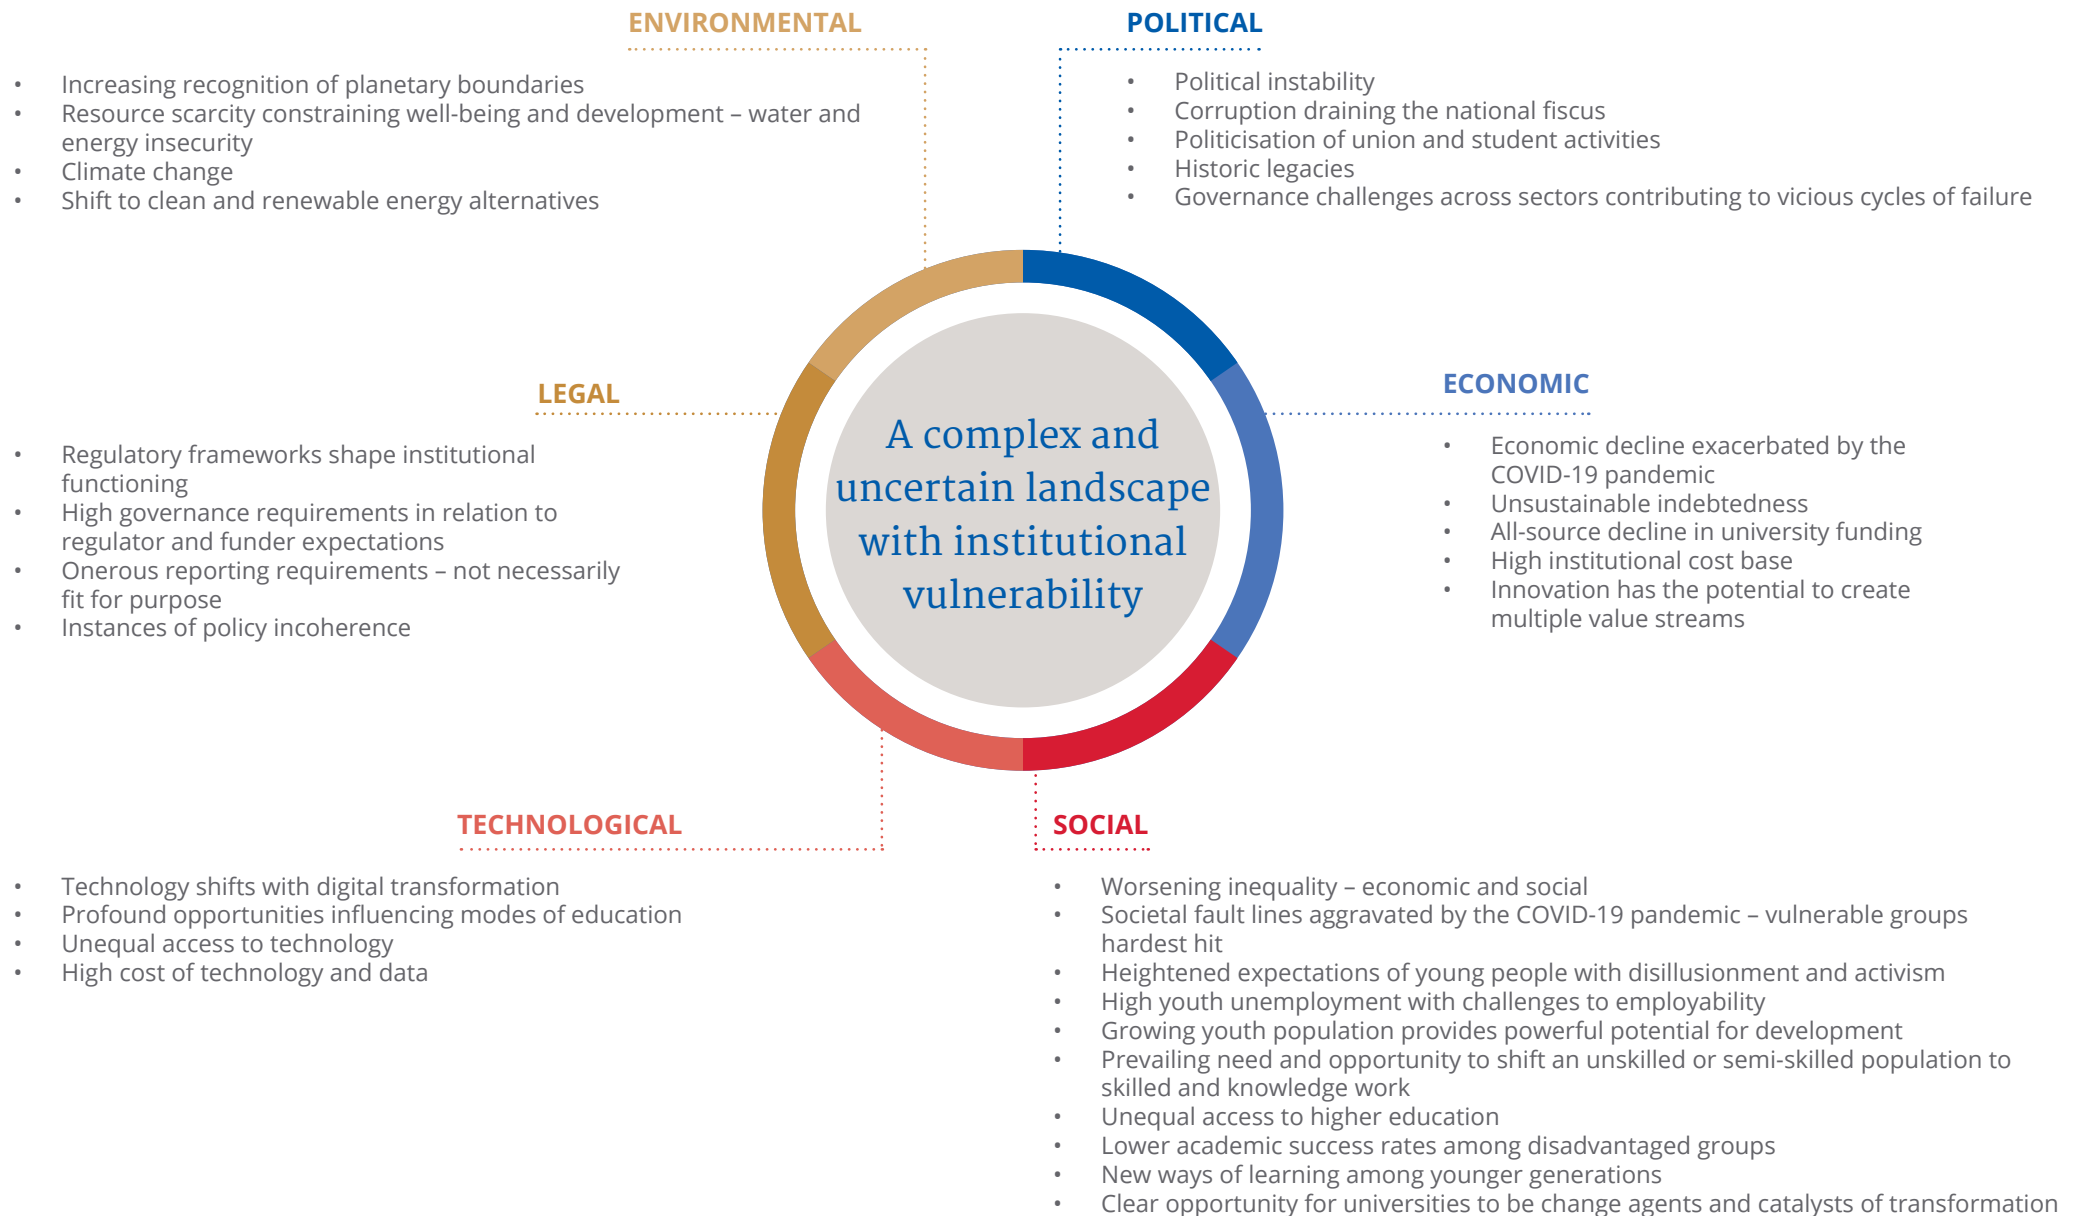 ENVIRONMENTAL
• Increasing recognition of planetary boundaries
• Resource scarcity constraining well-being and development – water and
energy insecurity
• Climate change
• Shift to clean and renewable energy alternatives
POLITICAL
• Political instability
• Corruption draining the national fiscus
• Politicisation of union and student activities
• Historic legacies
• Governance challenges across sectors contributing to vicious cycles of failure
LEGAL
• Regulatory frameworks shape institutional
functioning
• High governance requirements in relation to
regulator and funder expectations
• Onerous reporting requirements – not necessarily
fit for purpose
• Instances of policy incoherence
A complex and
uncertain landscape
with institutional
vulnerability
ECONOMIC
• Economic decline exacerbated by the
COVID-19 pandemic
• Unsustainable indebtedness
• All-source decline in university funding
• High institutional cost base
• Innovation has the potential to create
multiple value streams
TECHNOLOGICAL
• Technology shifts with digital transformation
• Profound opportunities influencing modes of education
• Unequal access to technology
• High cost of technology and data
SOCIAL
• Worsening inequality – economic and social
• Societal fault lines aggravated by the COVID-19 pandemic – vulnerable groups
hardest hit
• Heightened expectations of young people with disillusionment and activism
• High youth unemployment with challenges to employability
• Growing youth population provides powerful potential for development
• Prevailing need and opportunity to shift an unskilled or semi-skilled population to
skilled and knowledge work
• Unequal access to higher education
• Lower academic success rates among disadvantaged groups
• New ways of learning among younger generations
• Clear opportunity for universities to be change agents and catalysts of transformation